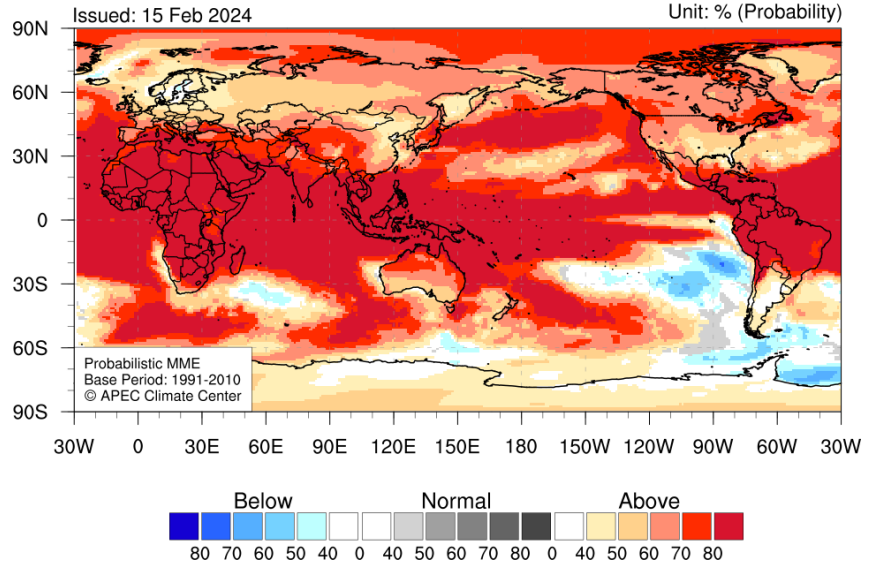 Issued: 15 Feb 2024
Unit: % (Probability)
90N
60N
30N
0
30S
60S
90S
Probabilistic MME
Base Period: 1991-2010
© APEC Climate Center
30W 0 30E 60E 90E 120E 150E 180 150W 120W 90W 60W 30W
Below Normal Above
80 70 60 50 40 0 40 50 60 70 80 0 40 50 60 70 80